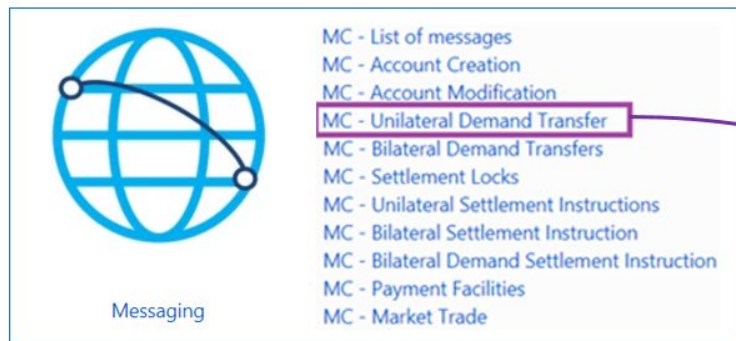 MC - List of messages
MC - Account Creation
MC - Account Modification
MC - Unilateral Demand Transfer
MC - Bilateral Demand Transfers
MC - Settlement Locks
MC - Unilateral Settlement Instructions
MC - Bilateral Settlement Instruction
MC - Bilateral Demand Settlement Instruction
MC - Payment Facilities
MC - Market Trade
Messaging